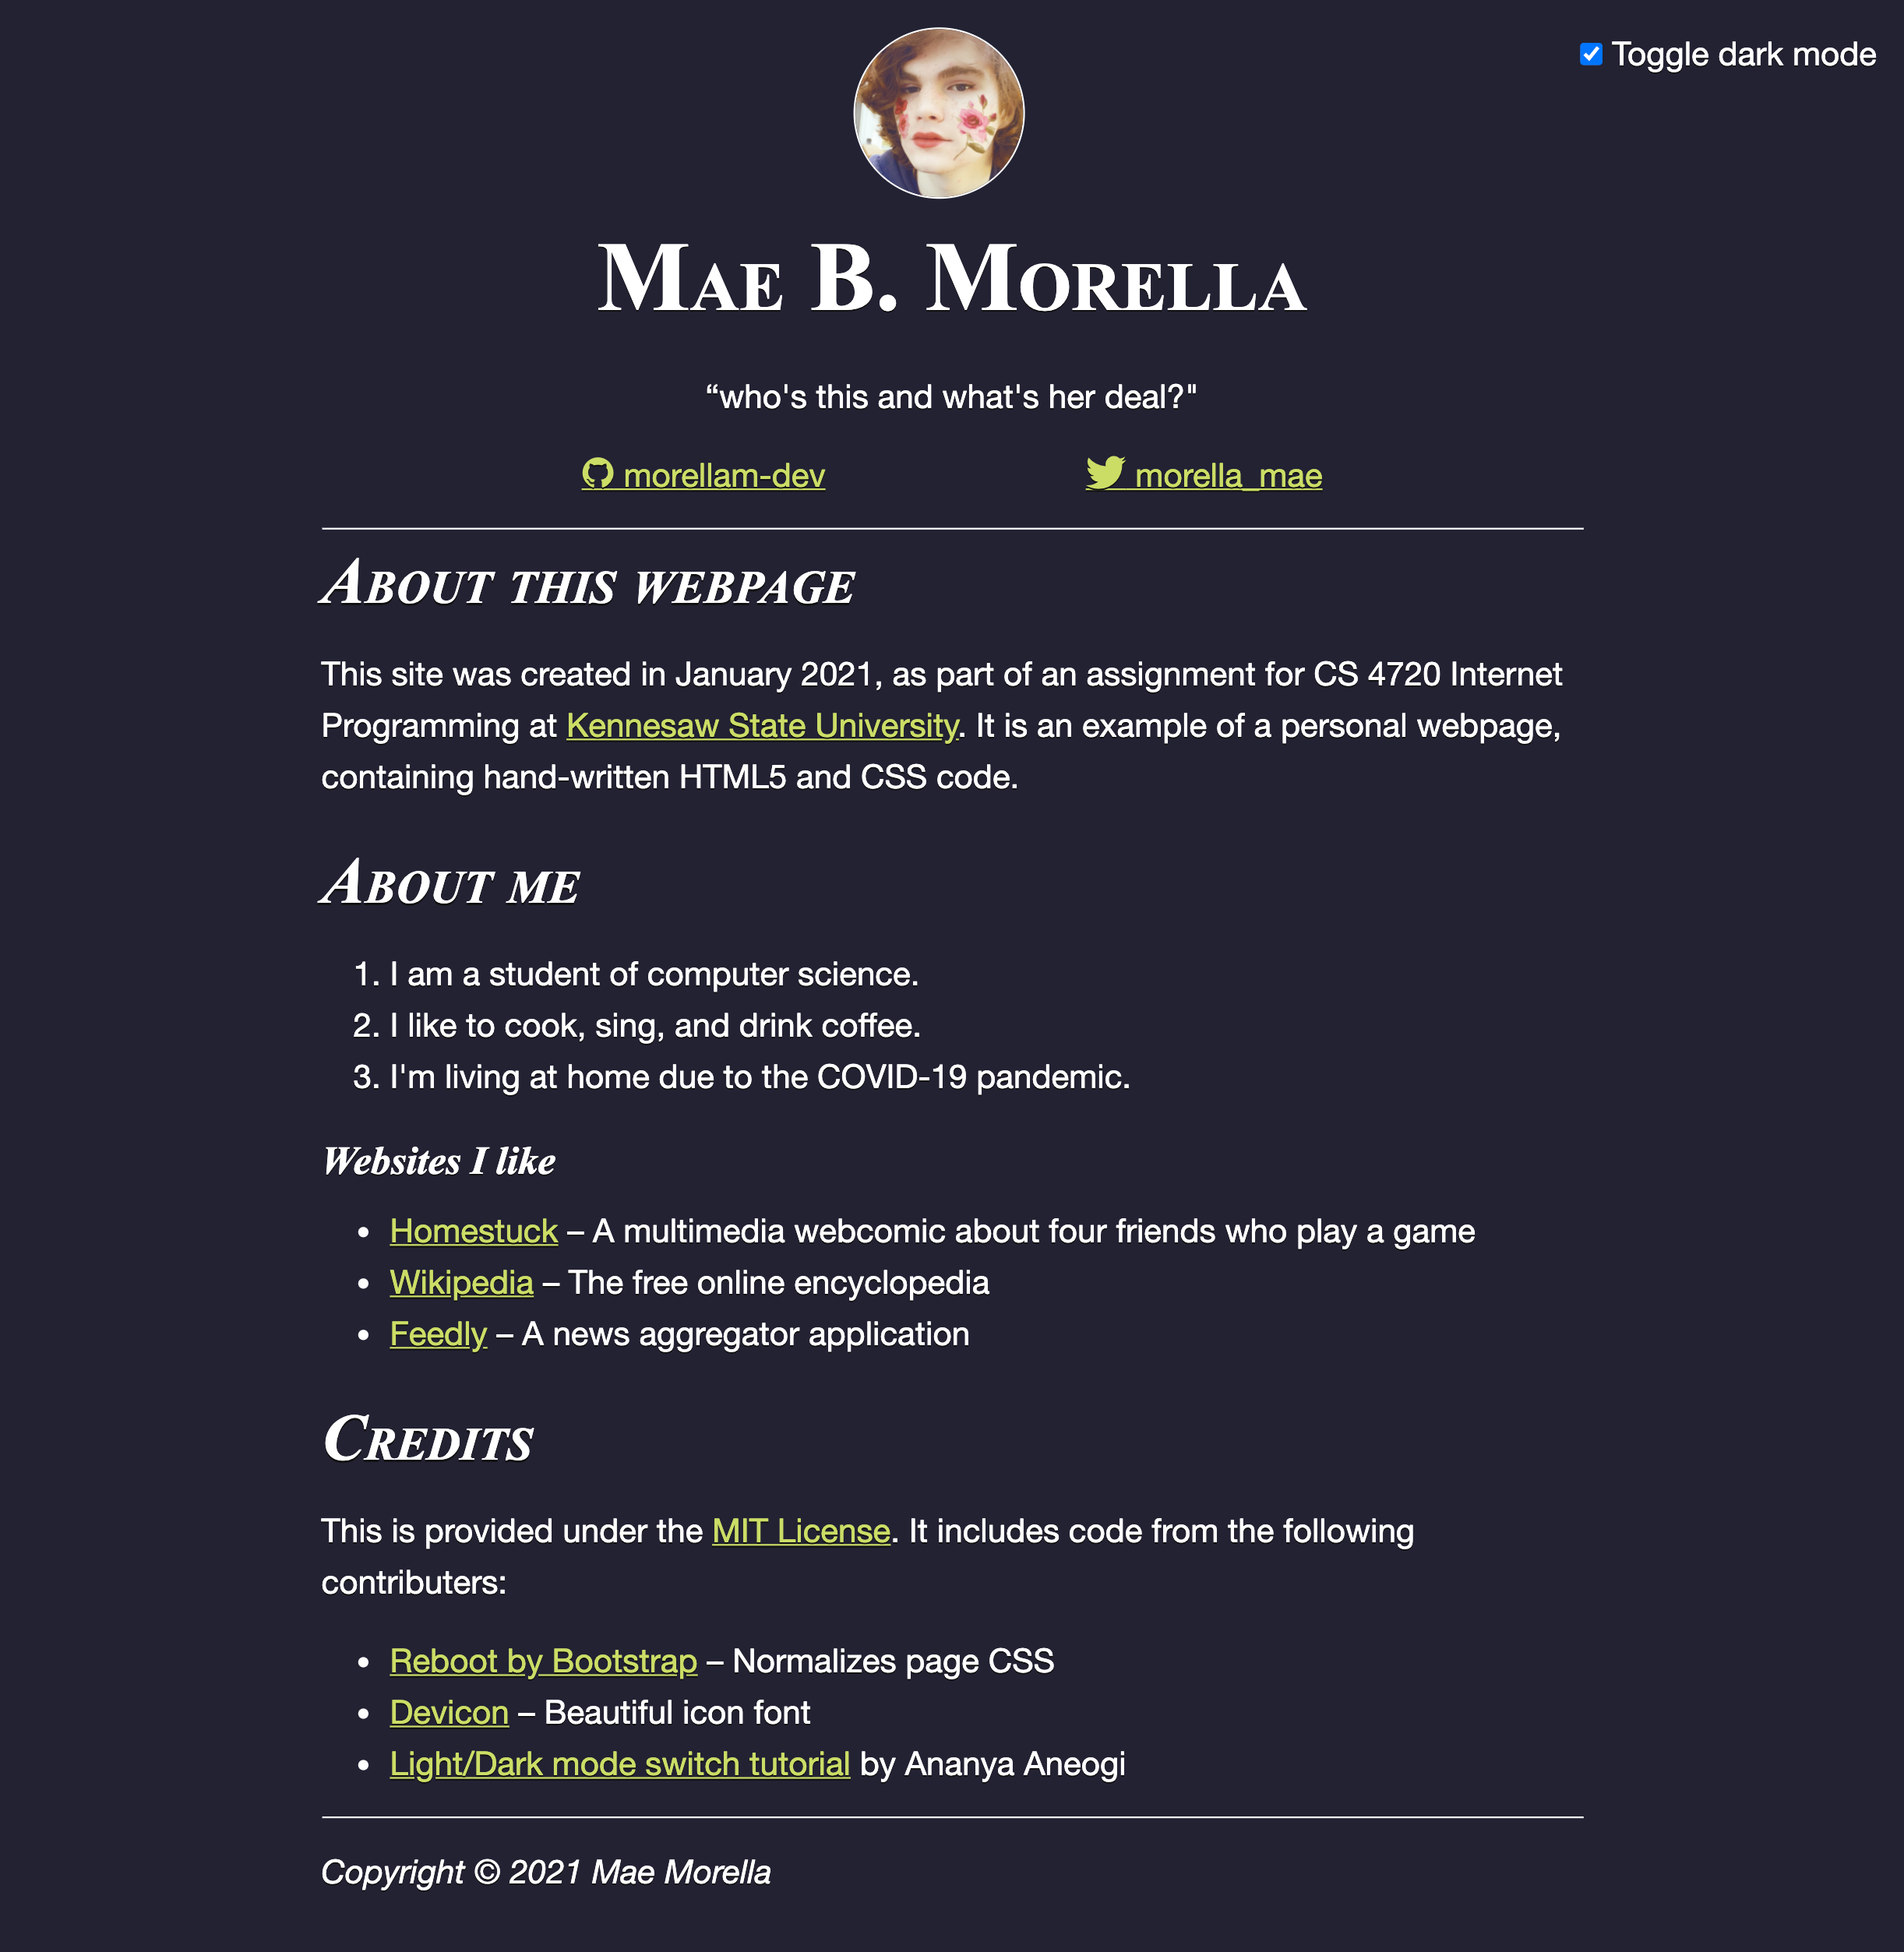 Toggle dark mode
Mae B. Morella
“who's this and what's her deal?"
morellam-dev
morella_mae
About this webpage
This site was created in January 2021, as part of an assignment for CS 4720 Internet
Programming at Kennesaw State University. It is an example of a personal webpage,
containing hand-written HTML5 and CSS code.
About me
1. I am a student of computer science.
2. I like to cook, sing, and drink coffee.
3. I'm living at home due to the COVID-19 pandemic.
Websites I like
• Homestuck – A multimedia webcomic about four friends who play a game
• Wikipedia – The free online encyclopedia
• Feedly – A news aggregator application
Credits
This is provided under the MIT License. It includes code from the following
contributers:
• Reboot by Bootstrap – Normalizes page CSS
• Devicon – Beautiful icon font
• Light/Dark mode switch tutorial by Ananya Aneogi
Copyright © 2021 Mae Morella